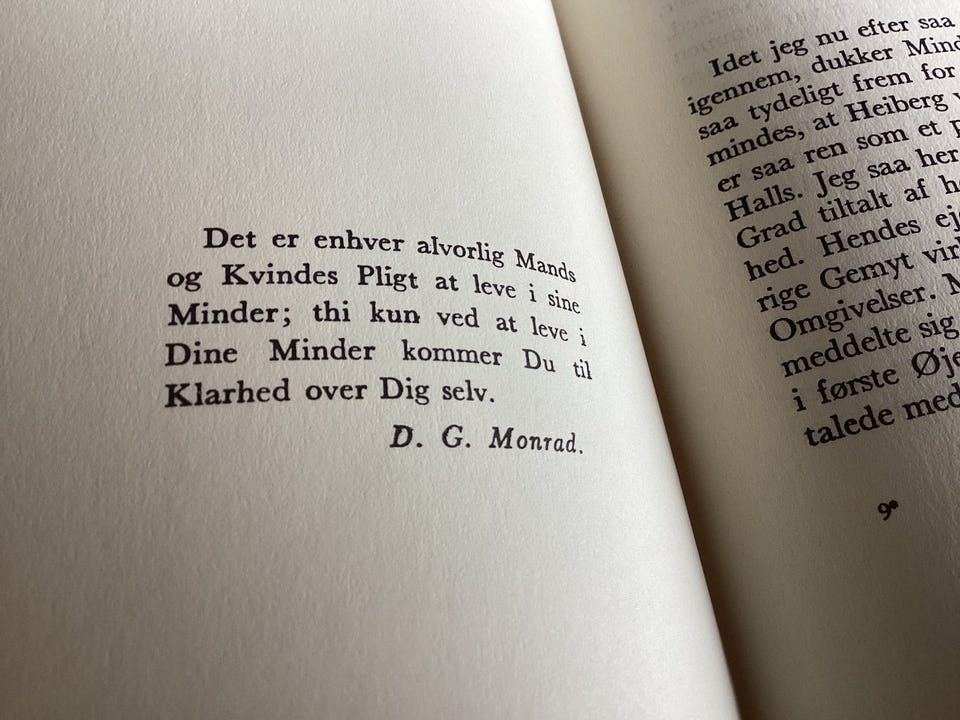 Det er enhver alvorlig Mands
og Kvindes Pligt at leve i sine
Minder; thi kun ved at leve i
Dine Minder kommer Du til
Klarhed over Dig selv.
D. G. Monrad.
Idet jeg nu efter saa
igennem, dukker
saa tydeligt frem for
mindes, at Heiberg
er saa ren som et
Halls. Jeg saa her
Grad tiltalt af
hed. Hendes
rige Gemyt
Omgivelser.
meddelte sig
i første
talede med
9*